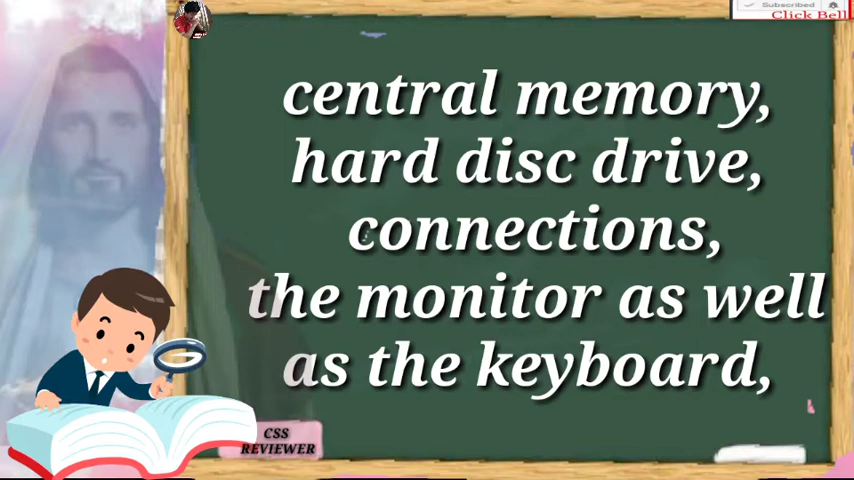 Subscribed
Click Bell
central memory,
hard disc drive,
connections,
the monitor as well
as the keyboard,
CSS
REVIEWER